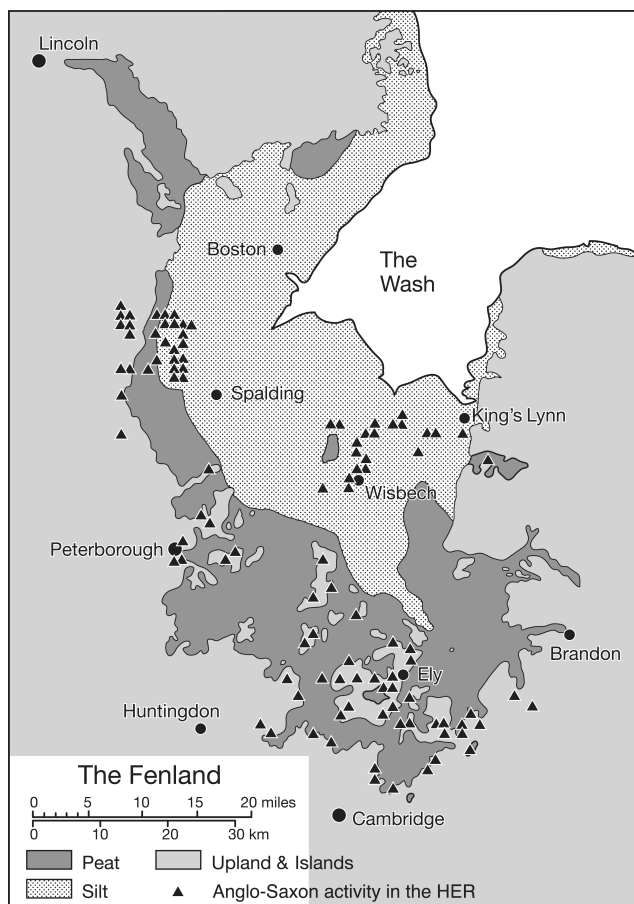 Lincoln
Boston
The
Wash
Spalding
King's Lynn
Wisbech
Peterborough
Brandon
Ely
Huntingdon
The Fenland
0 5 10 15 20 miles
0 10 20 30 km
Cambridge
Peat
Upland & Islands
Silt
Anglo-Saxon activity in the HER